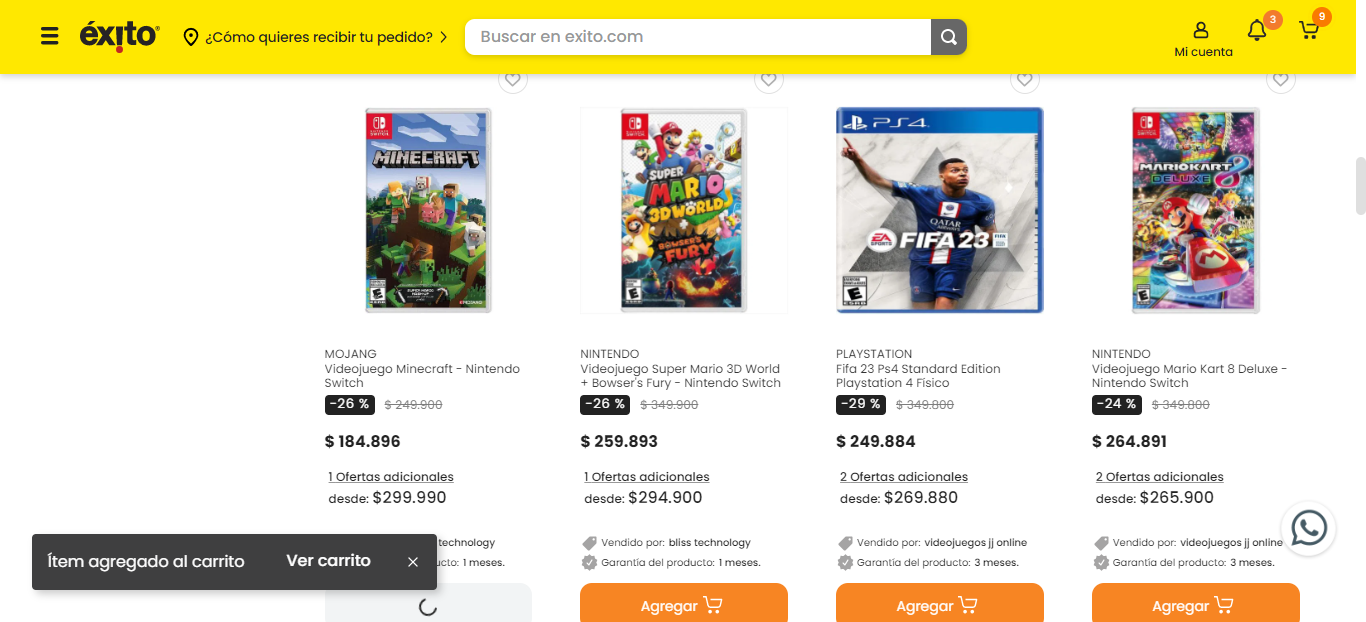 éxito
¿Cómo quieres recibir tu pedido?
Buscar en exito.com
3
9
Mi cuenta
MINECRAFT
SUPER MARIO 3D WORLD
BOWSER'S FURY
PS4
QATAR AIRWAYS
EA SPORTS FIFA 23
MARIOKART 8 DELUXE
MOJANG
Videojuego Minecraft - Nintendo
Switch
-26 % $ 249.900
$ 184.896
1 Ofertas adicionales
desde: $299.990
technology
ucto: 1 meses.
NINTENDO
Videojuego Super Mario 3D World
+ Bowser's Fury - Nintendo Switch
-26 % $ 349.900
$ 259.893
1 Ofertas adicionales
desde: $294.900
Vendido por: bliss technology
Garantía del producto: 1 meses.
Agregar
PLAYSTATION
Fifa 23 Ps4 Standard Edition
Playstation 4 Físico
-29 % $ 349.800
$ 249.884
2 Ofertas adicionales
desde: $269.880
Vendido por: videojuegos jj online
Garantía del producto: 3 meses.
Agregar
NINTENDO
Videojuego Mario Kart 8 Deluxe -
Nintendo Switch
-24 % $ 349.800
$ 264.891
2 Ofertas adicionales
desde: $265.900
Vendido por: videojuegos jj online
Garantía del producto: 3 meses.
Agregar
Ítem agregado al carrito Ver carrito